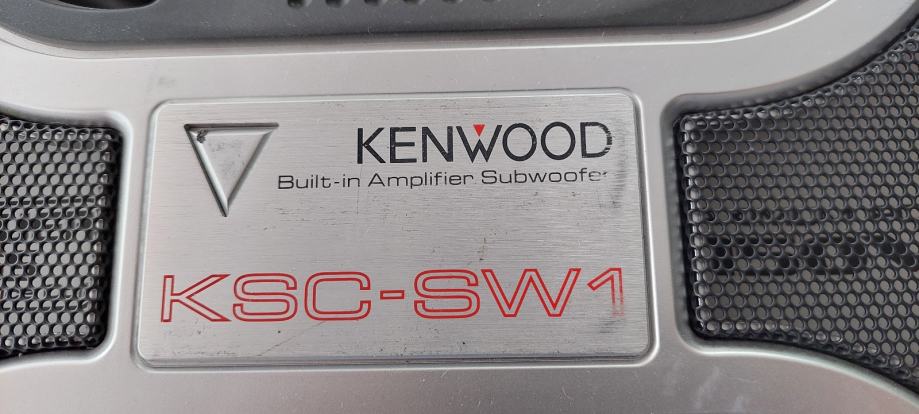 KENWOOD
Built-in Amplifier Subwoofer
KSC-SW1